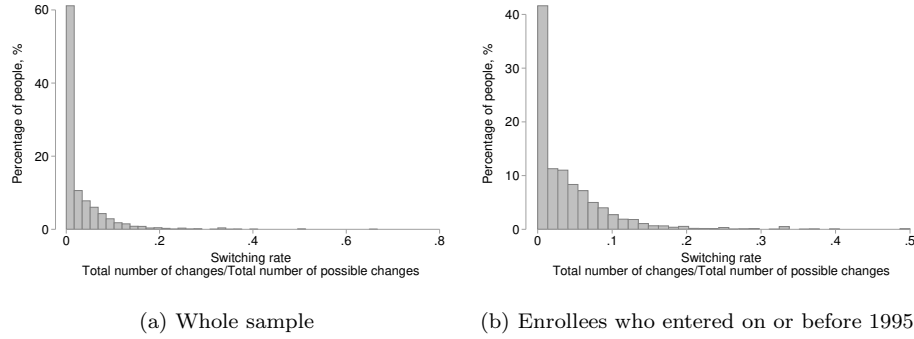 60
40
20
0
Percentage of people, %
0
.2
.4
.6
.8
Switching rate
Total number of changes/Total number of possible changes
(a) Whole sample
40
30
20
10
0
Percentage of people, %
0
.1
.2
.3
.4
.5
Switching rate
Total number of changes/Total number of possible changes
(b) Enrollees who entered on or before 1995